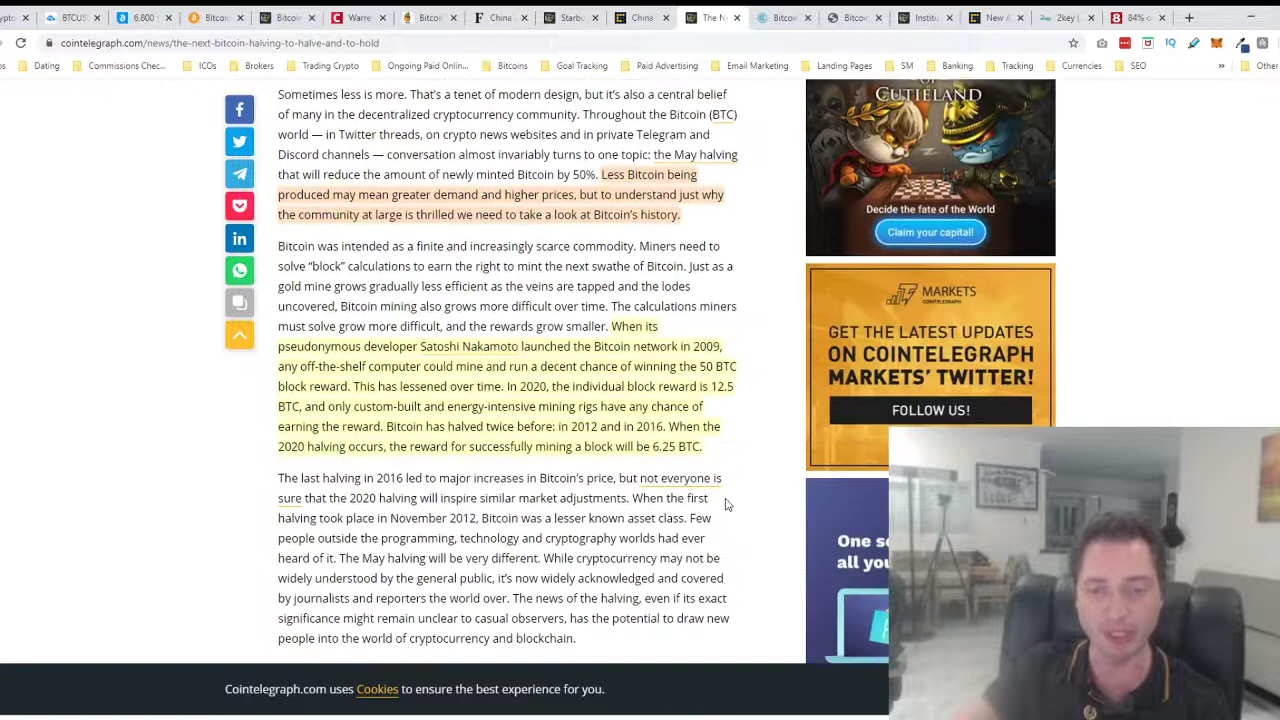 6,800
Bitcoin
Bitcoin
Warre
Bitcoin
China
Starbu
China
The Ne
Bitcoin
Bitcoin
Institu
New A
2key |
84% o
cointelegraph.com/news/the-next-bitcoin-halving-to-halve-and-to-hold
Dating
Commissions Chec...
ICOs
Brokers
Trading Crypto
Ongoing Paid Onlin...
Bitcoins
Goal Tracking
Paid Advertising
Email Marketing
Landing Pages
SM
Banking
Tracking
Currencies
SEO
»
Other
Sometimes less is more. That's a tenet of modern design, but it's also a central belief
of many in the decentralized cryptocurrency community. Throughout the Bitcoin (BTC)
world — in Twitter threads, on crypto news websites and in private Telegram and
Discord channels — conversation almost invariably turns to one topic: the May halving
that will reduce the amount of newly minted Bitcoin by 50%. Less Bitcoin being
produced may mean greater demand and higher prices, but to understand just why
the community at large is thrilled we need to take a look at Bitcoin's history.
Bitcoin was intended as a finite and increasingly scarce commodity. Miners need to
solve “block” calculations to earn the right to mint the next swathe of Bitcoin. Just as a
gold mine grows gradually less efficient as the veins are tapped and the lodes
uncovered, Bitcoin mining also grows more difficult over time. The calculations miners
must solve grow more difficult, and the rewards grow smaller. When its
pseudonymous developer Satoshi Nakamoto launched the Bitcoin network in 2009,
any off-the-shelf computer could mine and run a decent chance of winning the 50 BTC
block reward. This has lessened over time. In 2020, the individual block reward is 12.5
BTC, and only custom-built and energy-intensive mining rigs have any chance of
earning the reward. Bitcoin has halved twice before: in 2012 and in 2016. When the
2020 halving occurs, the reward for successfully mining a block will be 6.25 BTC.
The last halving in 2016 led to major increases in Bitcoin's price, but not everyone is
sure that the 2020 halving will inspire similar market adjustments. When the first
halving took place in November 2012, Bitcoin was a lesser known asset class. Few
people outside the programming, technology and cryptography worlds had ever
heard of it. The May halving will be very different. While cryptocurrency may not be
widely understood by the general public, it's now widely acknowledged and covered
by journalists and reporters the world over. The news of the halving, even if its exact
significance might remain unclear to casual observers, has the potential to draw new
people into the world of cryptocurrency and blockchain.
CUTIELAND
Decide the fate of the World
Claim your capital!
MARKETS
COINTELEGRAPH
GET THE LATEST UPDATES
ON COINTELEGRAPH
MARKETS' TWITTER!
FOLLOW US!
One s
all yo
Cointelegraph.com uses Cookies to ensure the best experience for you.